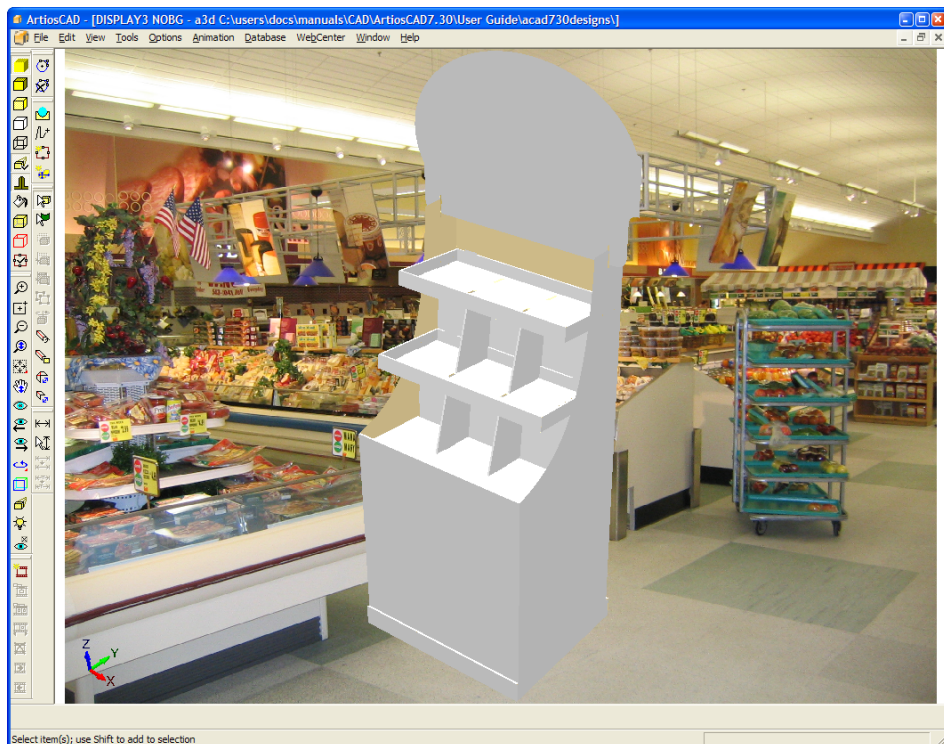 ArtiosCAD - [DISPLAY3 NOBG - a3d C:\users\docs\manuals\CAD\ArtiosCAD7.30\User Guide\acad730designs\]
File Edit View Tools Options Animation Database WebCenter Window Help
Z
Y
X
Select item(s); use Shift to add to selection